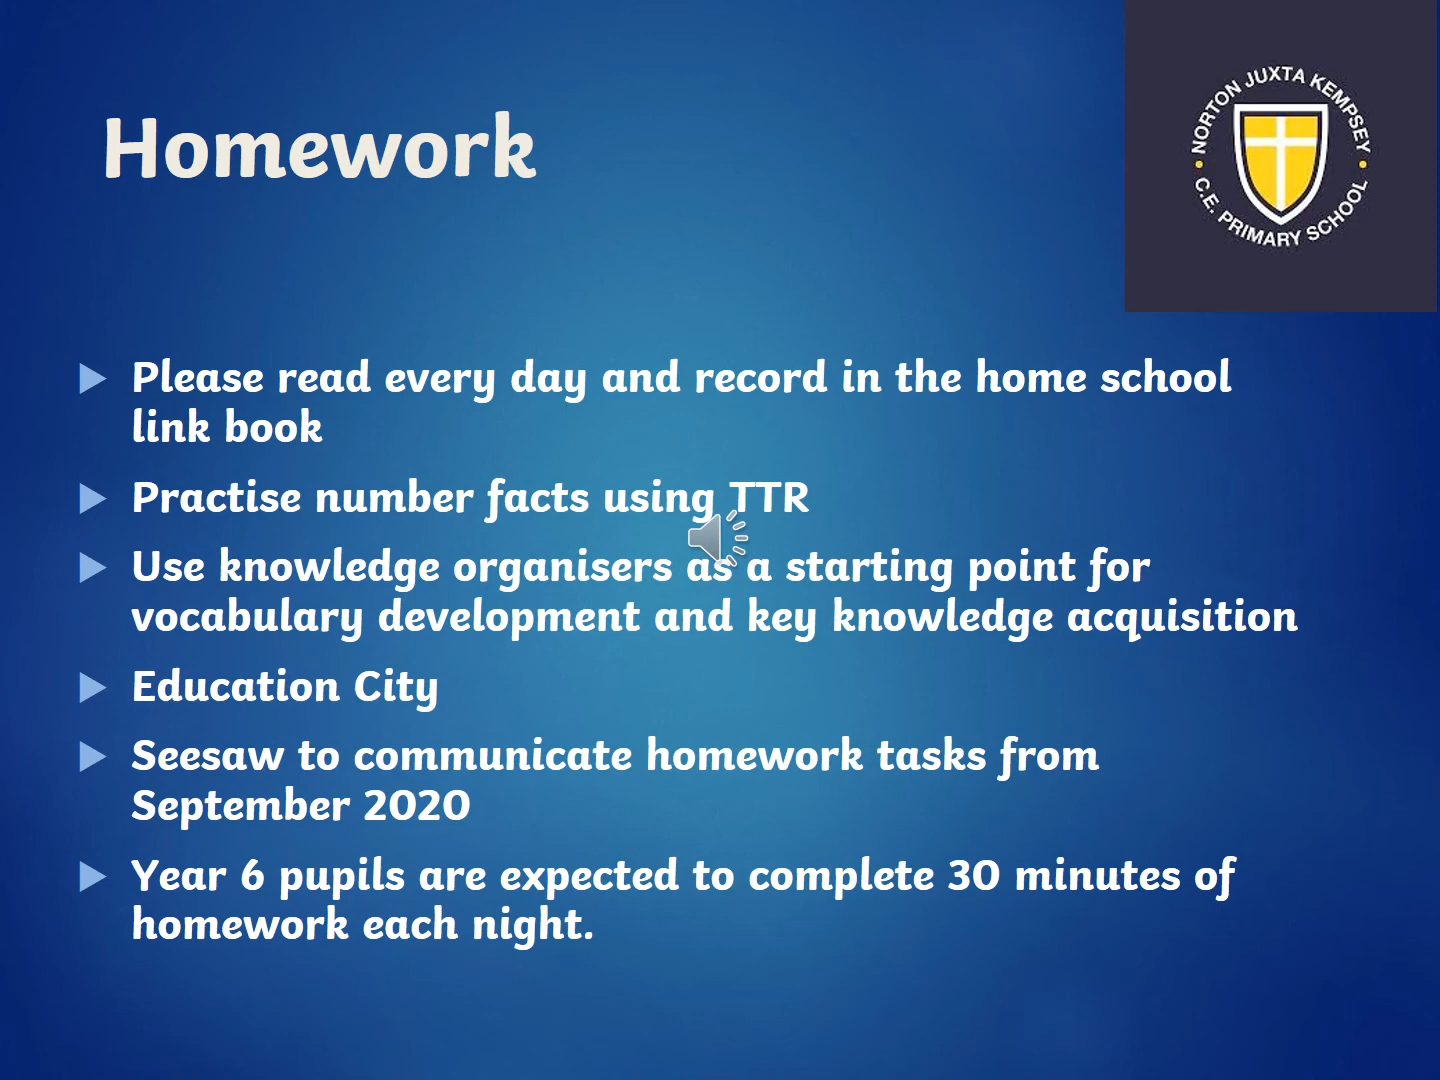 Homework
NORTON JUXTA KEMPSEY
C.E. PRIMARY SCHOOL
Please read every day and record in the home school
link book
Practise number facts using TTR
Use knowledge organisers as a starting point for
vocabulary development and key knowledge acquisition
Education City
Seesaw to communicate homework tasks from
September 2020
Year 6 pupils are expected to complete 30 minutes of
homework each night.